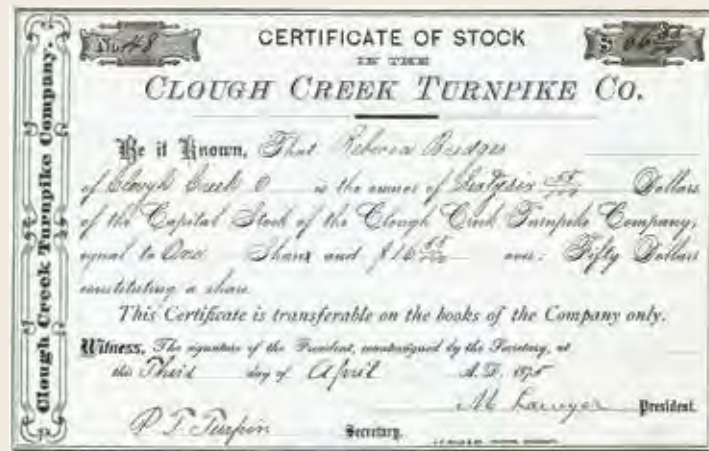 Clough Creek Turnpike Company.
No. 48 $ 66
CERTIFICATE OF STOCK
IN THE
CLOUGH CREEK TURNPIKE CO.
Be it Known, That Rebecca Bridges
of Clough Creek O is the owner of Sixtysix Dollars
of the Capital Stock of the Clough Creek Turnpike Company,
equal to One Share and $16 over: Fifty Dollars
constituting a share.
This Certificate is transferable on the books of the Company only.
Witness, The signature of the President, countersigned by the Secretary, at
this Third day of April A.D. 1875
M Lawyer President.
P. T. Turpin Secretary.